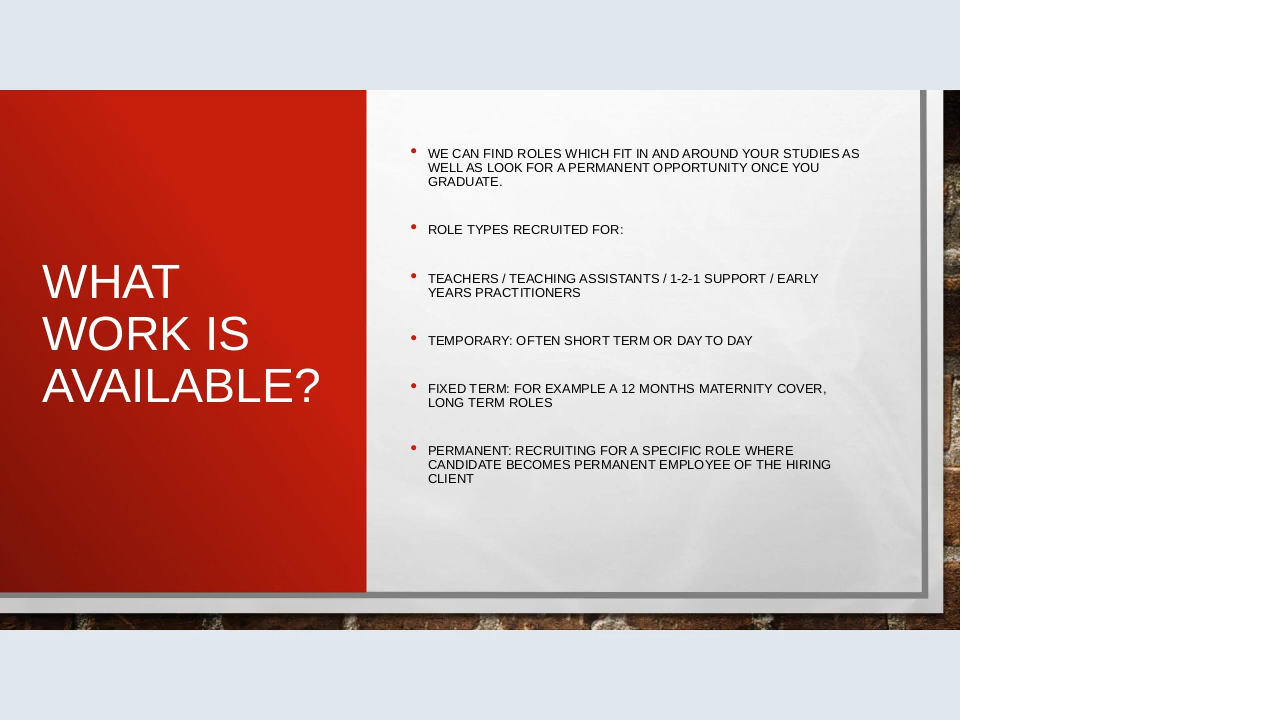 WHAT
WORK IS
AVAILABLE?
• WE CAN FIND ROLES WHICH FIT IN AND AROUND YOUR STUDIES AS
WELL AS LOOK FOR A PERMANENT OPPORTUNITY ONCE YOU
GRADUATE.
• ROLE TYPES RECRUITED FOR:
• TEACHERS / TEACHING ASSISTANTS / 1-2-1 SUPPORT / EARLY
YEARS PRACTITIONERS
• TEMPORARY: OFTEN SHORT TERM OR DAY TO DAY
• FIXED TERM: FOR EXAMPLE A 12 MONTHS MATERNITY COVER,
LONG TERM ROLES
• PERMANENT: RECRUITING FOR A SPECIFIC ROLE WHERE
CANDIDATE BECOMES PERMANENT EMPLOYEE OF THE HIRING
CLIENT